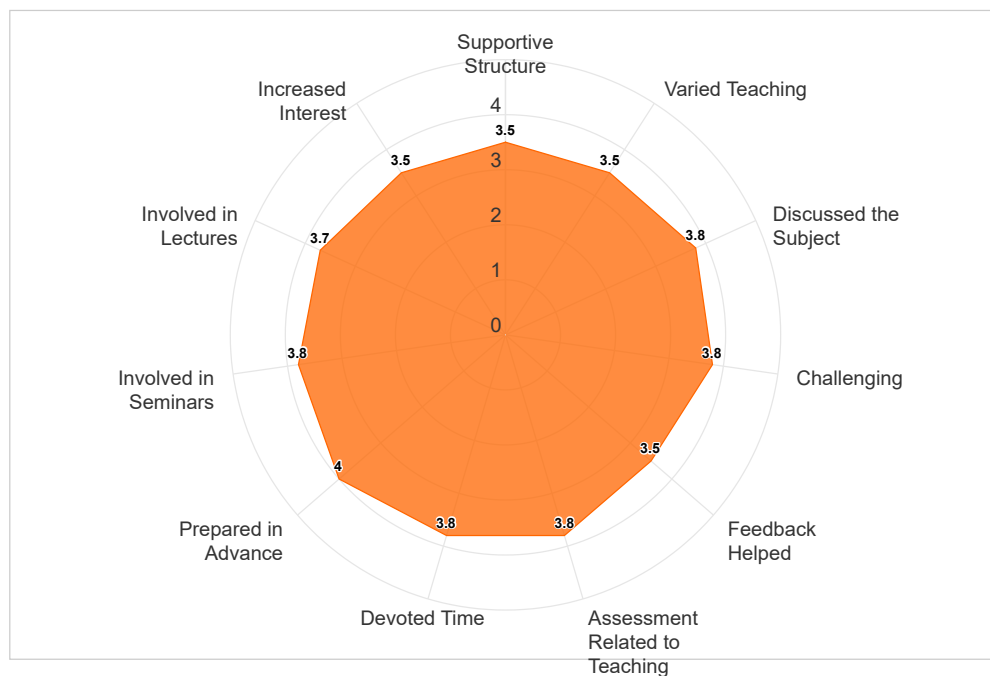 Supportive
Structure
Increased
Interest
Varied Teaching
4
3.5
3.5
3.5
3
Involved in
Lectures
Discussed the
Subject
2
3.7
3.8
1
0
3.8
3.8
Involved in
Seminars
Challenging
3.5
4
3.8
3.8
Prepared in
Advance
Feedback
Helped
Devoted Time
Assessment
Related to
Teaching